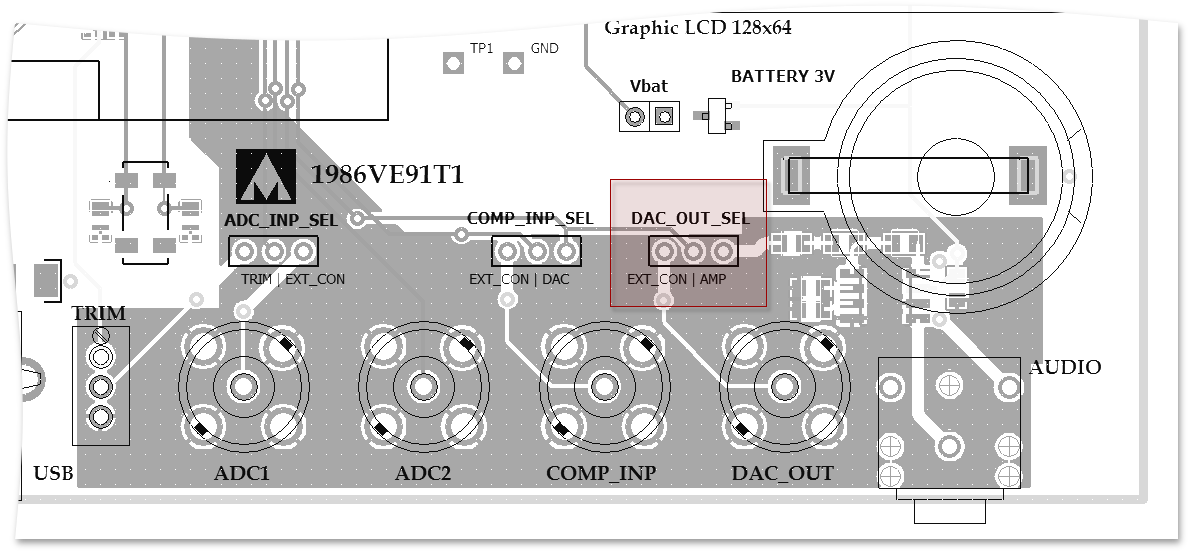 Graphic LCD 128x64
TP1
GND
BATTERY 3V
Vbat
1986VE91T1
ADC_INP_SEL
COMP_INP_SEL
DAC_OUT_SEL
TRIM | EXT_CON
EXT_CON | DAC
EXT_CON | AMP
TRIM
AUDIO
USB
ADC1
ADC2
COMP_INP
DAC_OUT